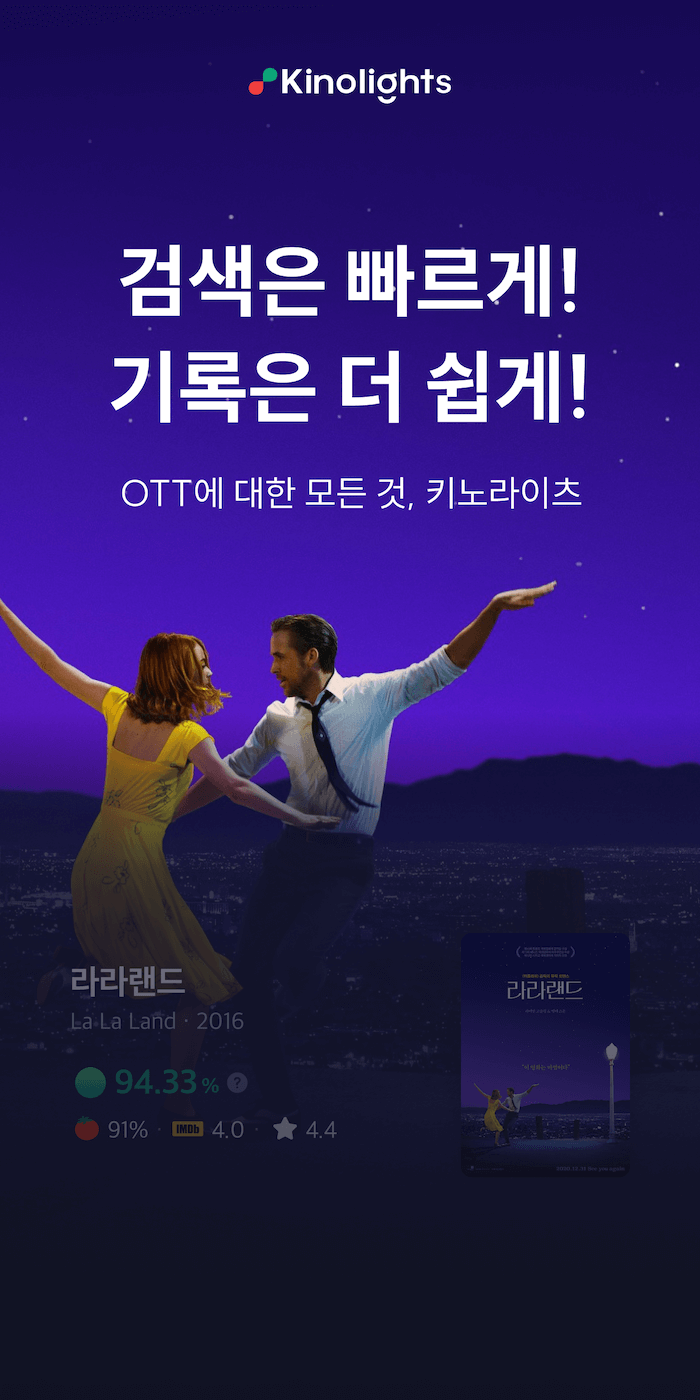 Kinolights
검색은 빠르게!
기록은 더 쉽게!
OTT에 대한 모든 것, 키노라이츠
라라랜드
La La Land · 2016
94.33% ?
91% · IMDb 4.0 · 4.4
라라랜드